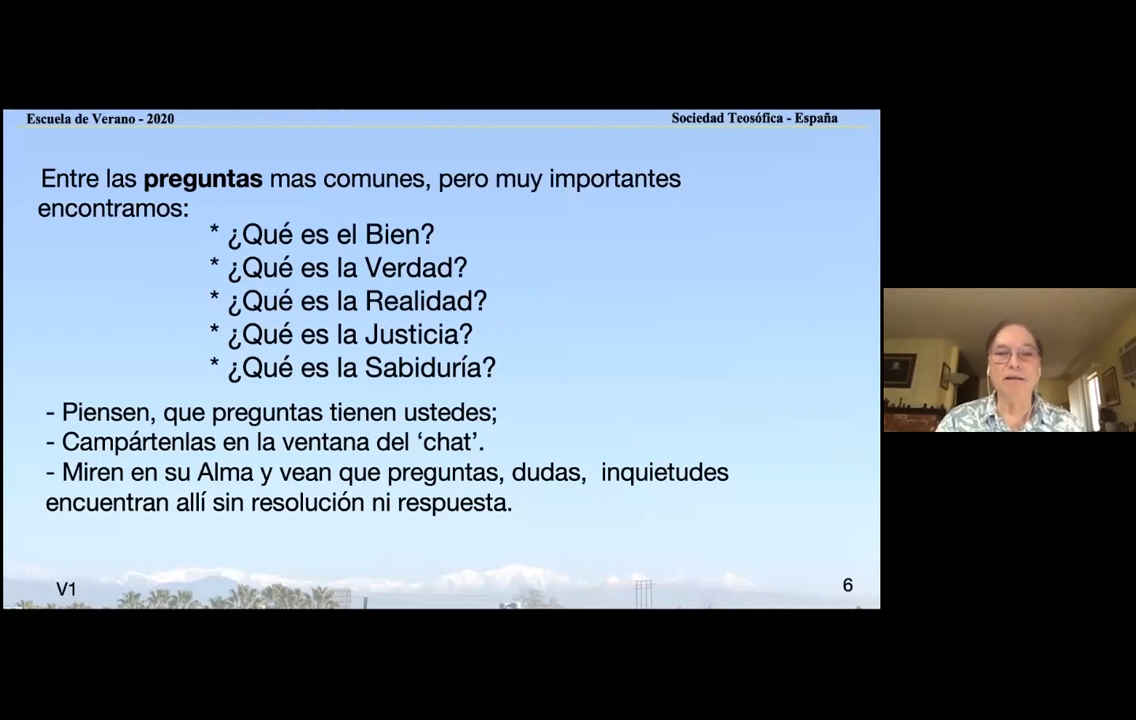 Escuela de Verano - 2020
Sociedad Teosófica - España
Entre las preguntas mas comunes, pero muy importantes
encontramos:
* ¿Qué es el Bien?
* ¿Qué es la Verdad?
* ¿Qué es la Realidad?
* ¿Qué es la Justicia?
* ¿Qué es la Sabiduría?
- Piensen, que preguntas tienen ustedes;
- Campártenlas en la ventana del ‘chat’.
- Miren en su Alma y vean que preguntas, dudas, inquietudes
encuentran allí sin resolución ni respuesta.
V1
6